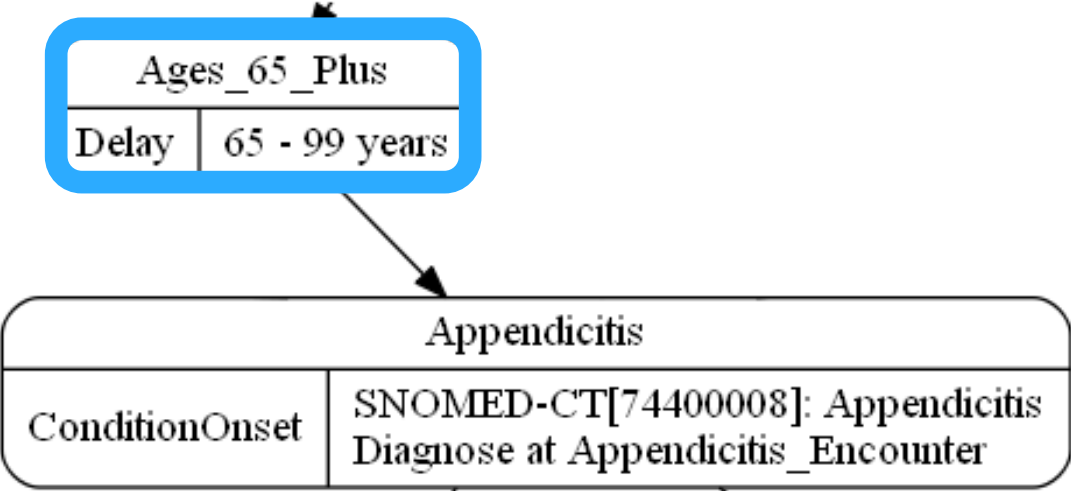 Ages_65_Plus
Delay 65 - 99 years
Appendicitis
ConditionOnset
SNOMED-CT[74400008]: Appendicitis
Diagnose at Appendicitis_Encounter